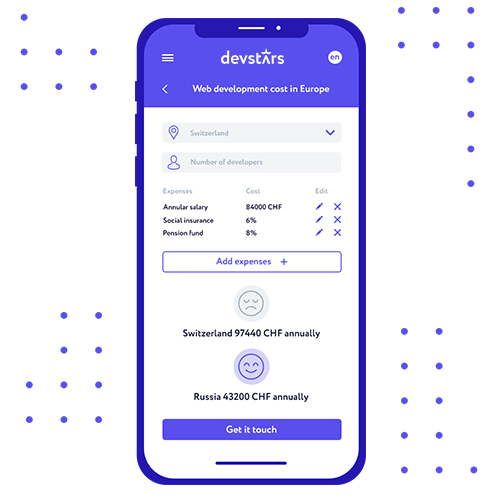 devstars
en
Web development cost in Europe
Switzerland
Number of developers
Expenses Cost Edit
Annular salary 84000 CHF
Social insurance 6%
Pension fund 8%
Add expenses +
Switzerland 97440 CHF annually
Russia 43200 CHF annually
Get it touch